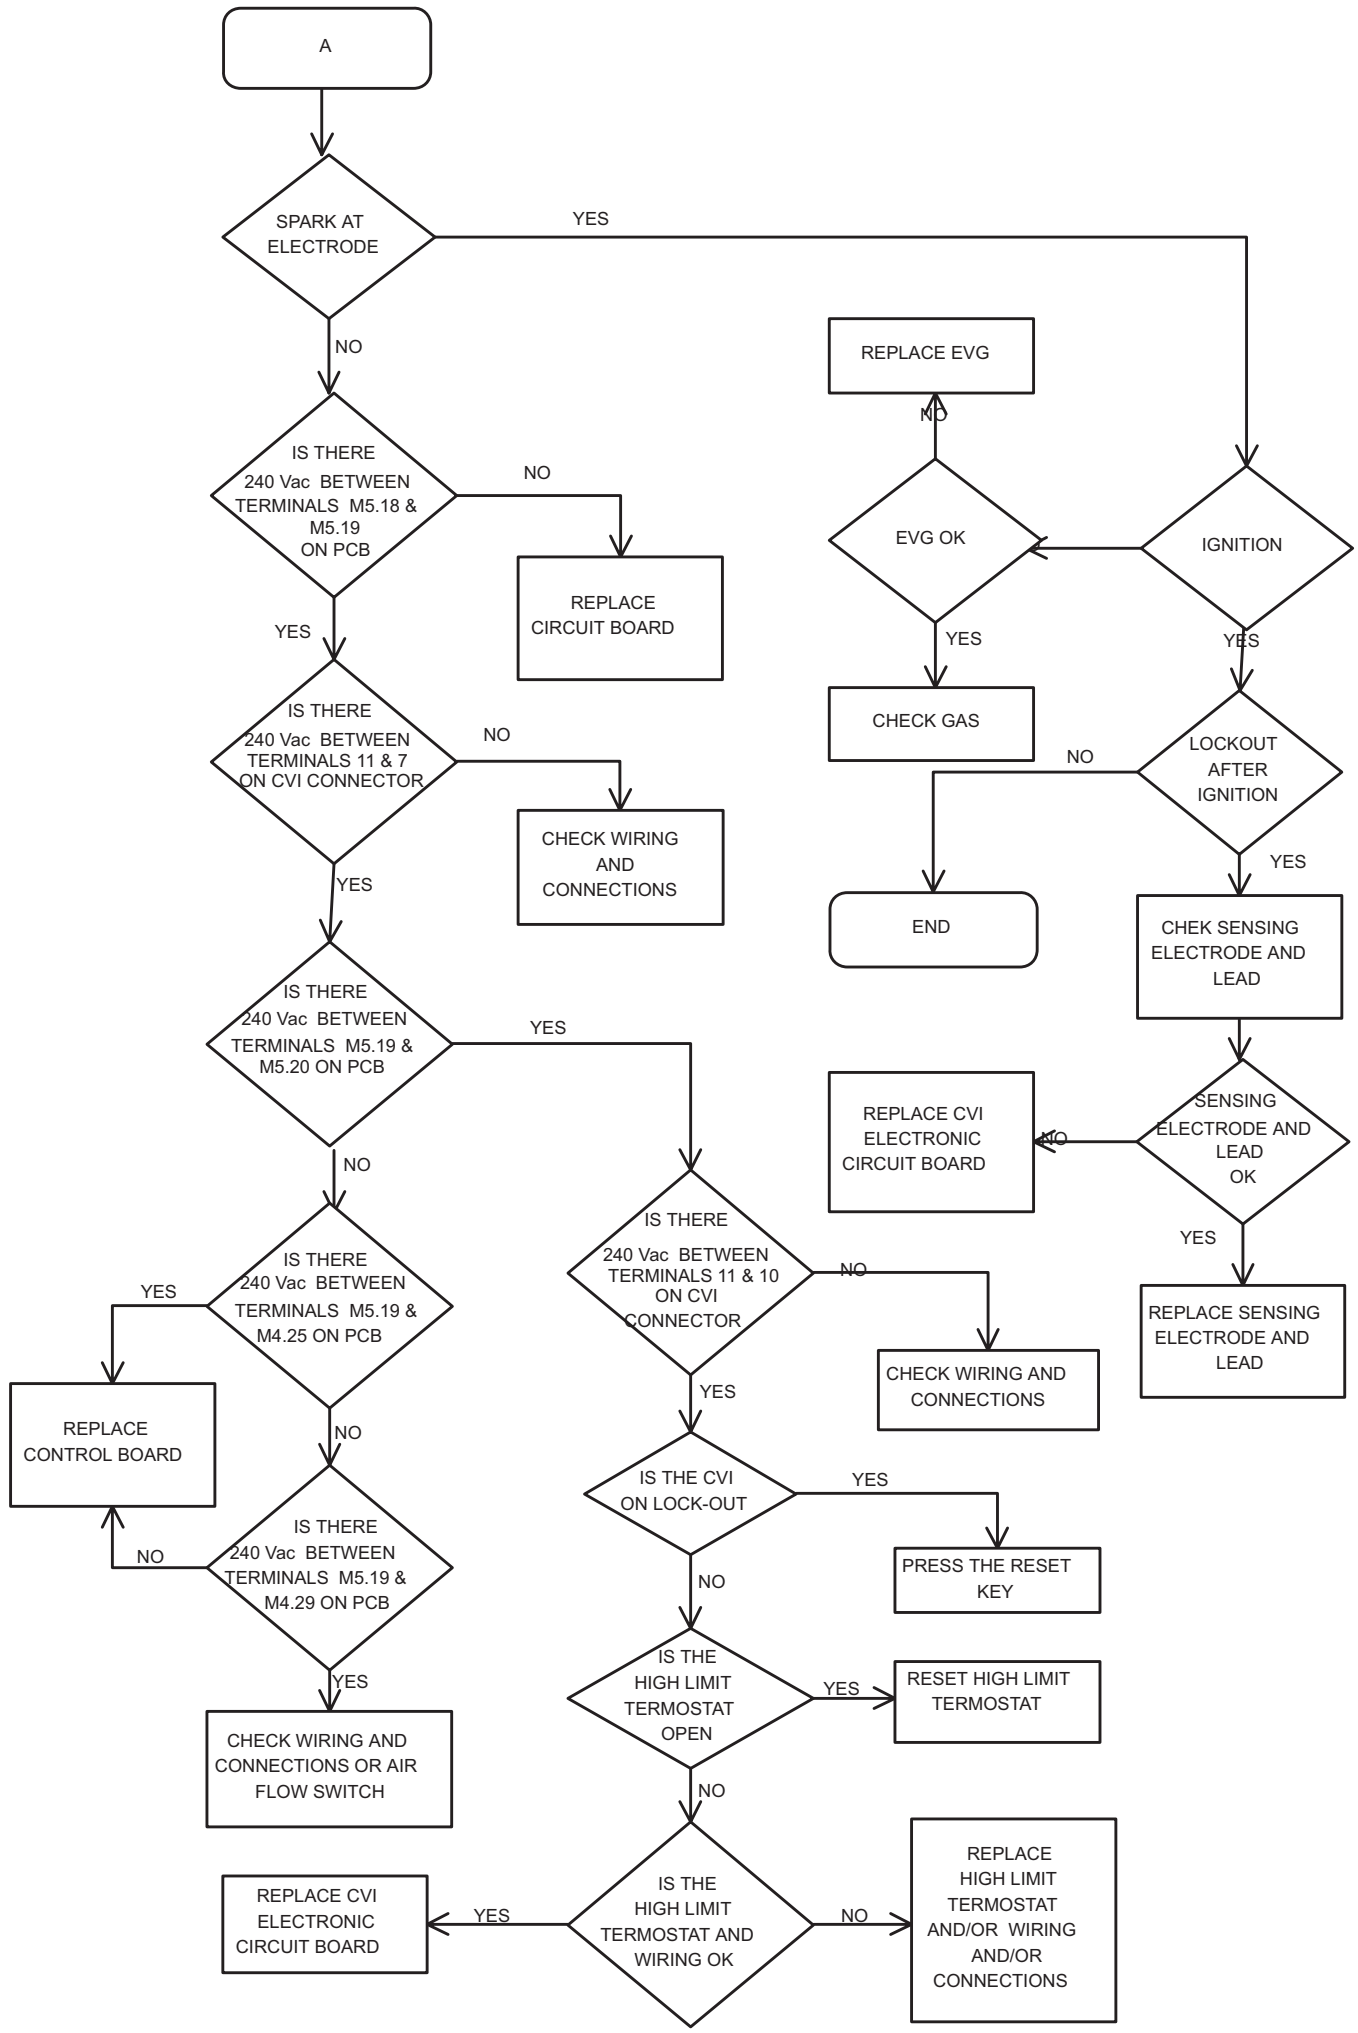 A
SPARK AT
ELECTRODE
YES
NO
REPLACE EVG
NO
IS THERE
240 Vac BETWEEN
TERMINALS M5.18 &
M5.19
ON PCB
NO
EVG OK
IGNITION
REPLACE
CIRCUIT BOARD
YES
YES
YES
IS THERE
240 Vac BETWEEN
TERMINALS 11 & 7
ON CVI CONNECTOR
NO
CHECK GAS
LOCKOUT
AFTER
IGNITION
NO
CHECK WIRING
AND
CONNECTIONS
YES
YES
END
CHEK SENSING
ELECTRODE AND
LEAD
IS THERE
240 Vac BETWEEN
TERMINALS M5.19 &
M5.20 ON PCB
YES
REPLACE CVI
ELECTRONIC
CIRCUIT BOARD
NO
SENSING
ELECTRODE AND
LEAD
OK
NO
YES
IS THERE
240 Vac BETWEEN
TERMINALS 11 & 10
ON CVI
CONNECTOR
NO
IS THERE
240 Vac BETWEEN
TERMINALS M5.19 &
M4.25 ON PCB
YES
REPLACE SENSING
ELECTRODE AND
LEAD
CHECK WIRING AND
CONNECTIONS
YES
REPLACE
CONTROL BOARD
NO
IS THE CVI
ON LOCK-OUT
YES
IS THERE
240 Vac BETWEEN
TERMINALS M5.19 &
M4.29 ON PCB
NO
PRESS THE RESET
KEY
NO
YES
IS THE
HIGH LIMIT
TERMOSTAT
OPEN
YES
RESET HIGH LIMIT
TERMOSTAT
CHECK WIRING AND
CONNECTIONS OR AIR
FLOW SWITCH
NO
REPLACE CVI
ELECTRONIC
CIRCUIT BOARD
YES
IS THE
HIGH LIMIT
TERMOSTAT AND
WIRING OK
NO
REPLACE
HIGH LIMIT
TERMOSTAT
AND/OR WIRING
AND/OR
CONNECTIONS